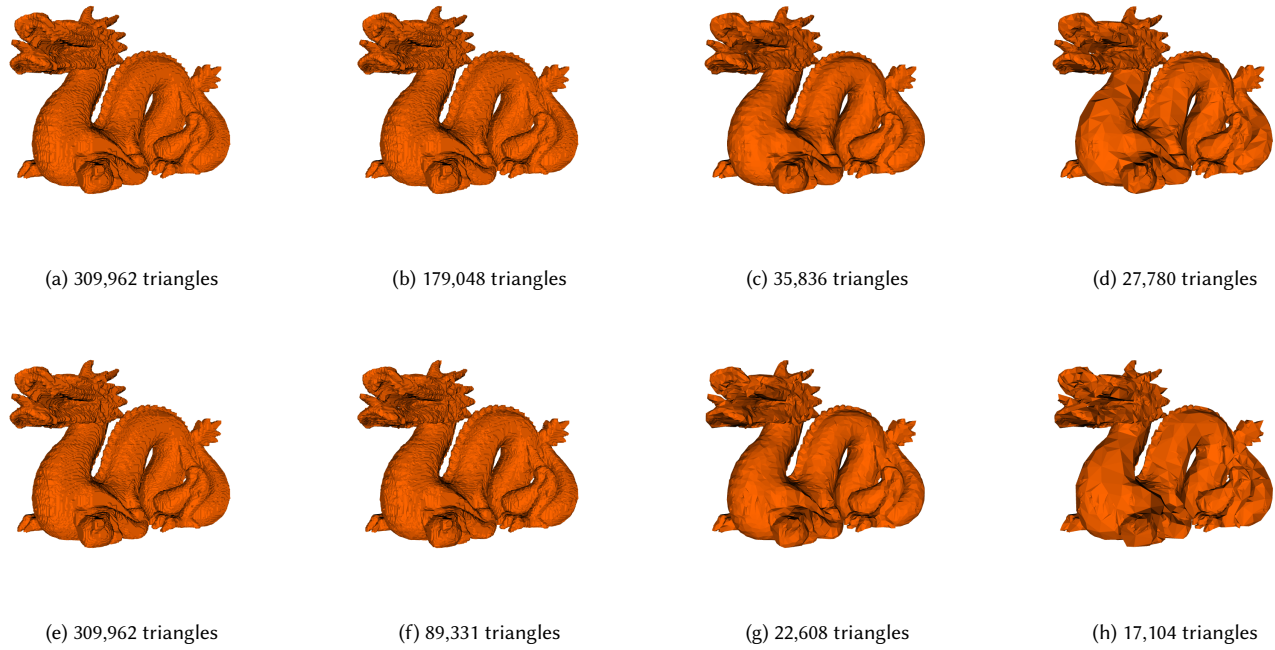 (a) 309,962 triangles
(b) 179,048 triangles
(c) 35,836 triangles
(d) 27,780 triangles
(e) 309,962 triangles
(f) 89,331 triangles
(g) 22,608 triangles
(h) 17,104 triangles